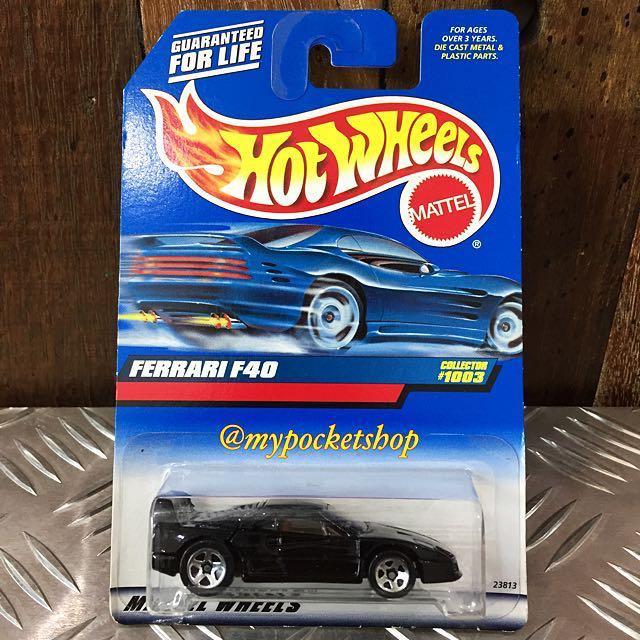 GUARANTEED
FOR LIFE
FOR AGES
OVER 3 YEARS.
DIE CAST METAL &
PLASTIC PARTS.
HOT WHEELS
MATTEL
®
FERRARI F40
COLLECTOR
#1003
@mypocketshop
23813
WHEELS